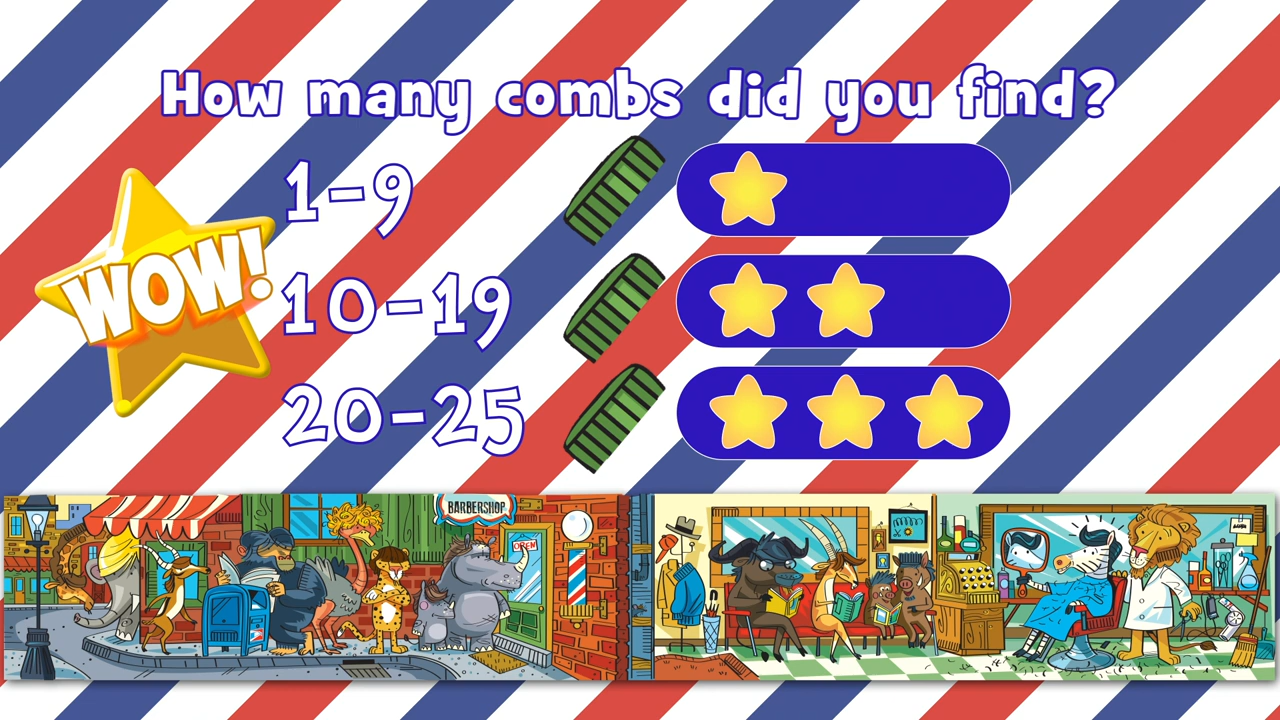 How many combs did you find?
WOW!
1-9
10-19
20-25
BARBERSHOP
OPEN